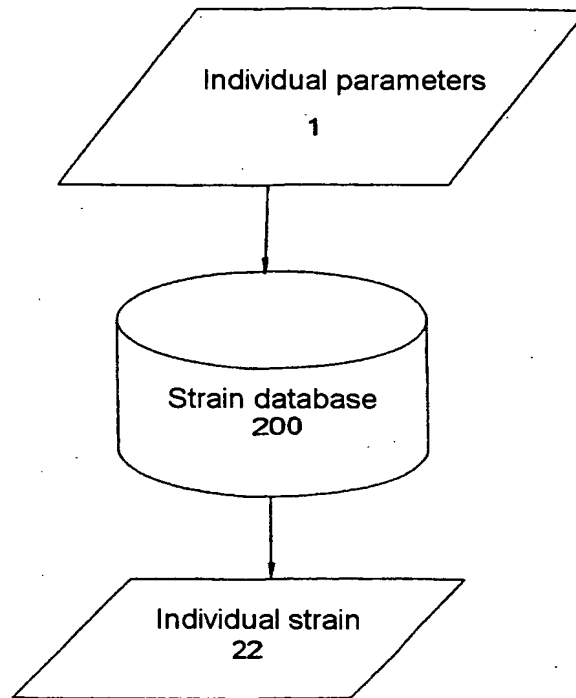 Individual parameters
1
Strain database
200
Individual strain
22